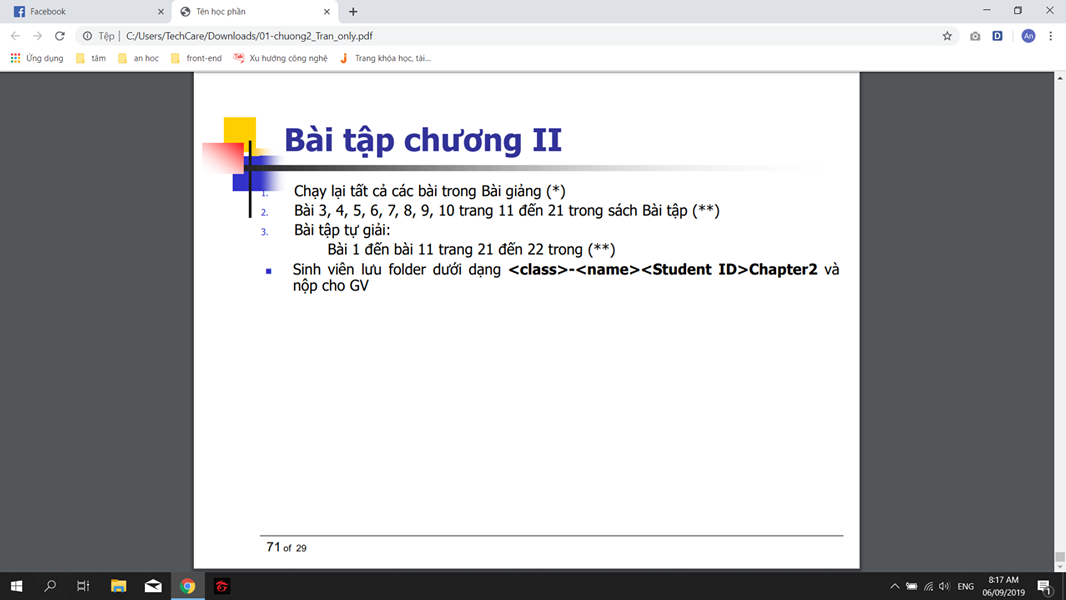 Facebook
Tên học phần
Tệp
C:/Users/TechCare/Downloads/01-chuong2_Tran_only.pdf
An
Ứng dụng
tâm
an hoc
front-end
Xu hướng công nghệ
Trang khóa học, tài...
Bài tập chương II
1. Chạy lại tất cả các bài trong Bài giảng (*)
2. Bài 3, 4, 5, 6, 7, 8, 9, 10 trang 11 đến 21 trong sách Bài tập (**)
3. Bài tập tự giải:
Bài 1 đến bài 11 trang 21 đến 22 trong (**)
Sinh viên lưu folder dưới dạng <class>-<name><Student ID>Chapter2 và
nộp cho GV
71 of 29
ENG
8:17 AM
06/09/2019
1